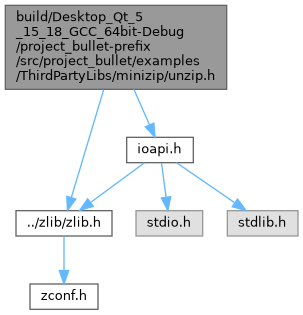 build/Desktop_Qt_5
_15_18_GCC_64bit-Debug
/project_bullet-prefix
/src/project_bullet/examples
/ThirdPartyLibs/minizip/unzip.h
ioapi.h
../zlib/zlib.h
stdio.h
stdlib.h
zconf.h